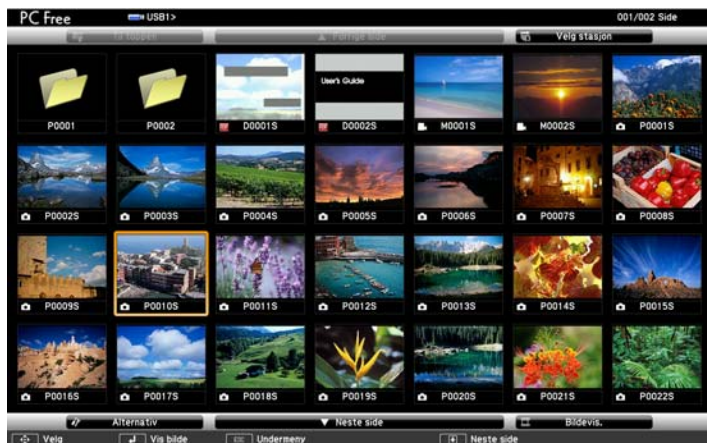 PC Free USB1> 001/002 Side
Til toppen ▲ Forrige side Velg stasjon
User's Guide
P0001 P0002 D0001S D0002S M0001S M0002S P0001S
P0002S P0003S P0004S P0005S P0006S P0007S P0008S
P0009S P0010S P0011S P0012S P0013S P0014S P0015S
P0016S P0017S P0018S P0019S P0020S P0021S P0022S
Alternativ ▼ Neste side Bildevis.
Velg Vis bilde ESC Undermeny Neste side